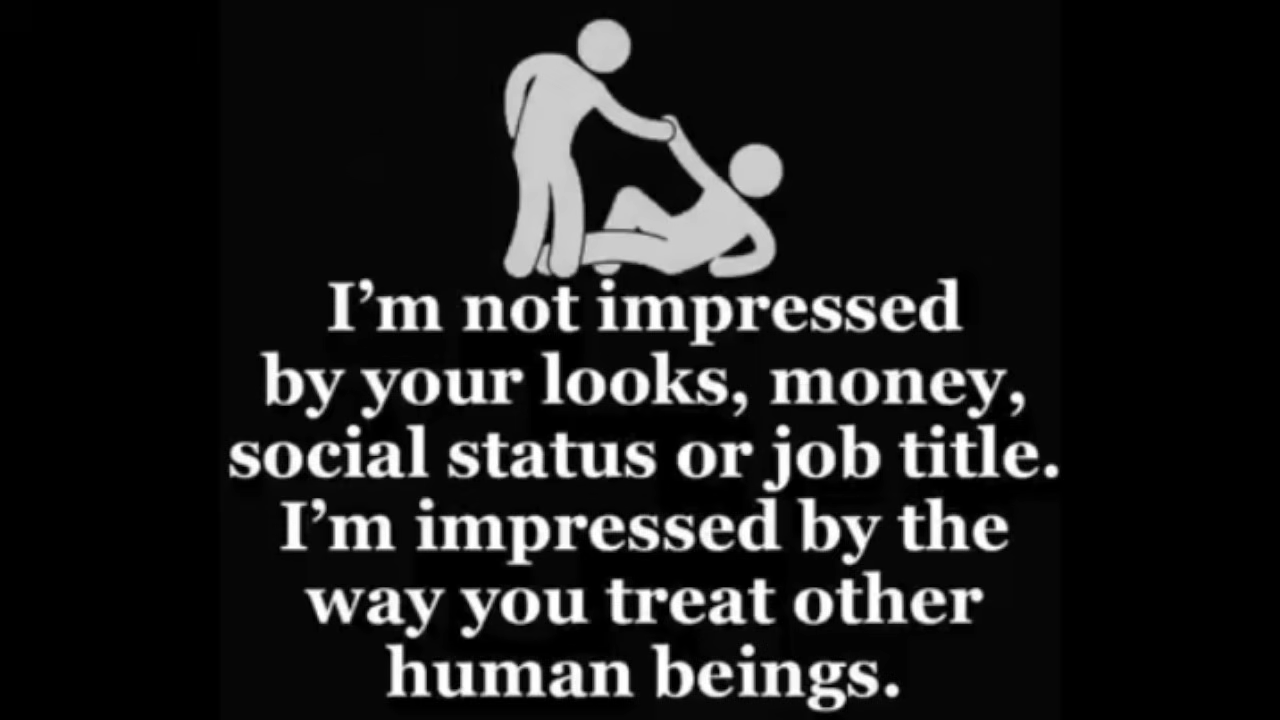 I’m not impressed
by your looks, money,
social status or job title.
I’m impressed by the
way you treat other
human beings.